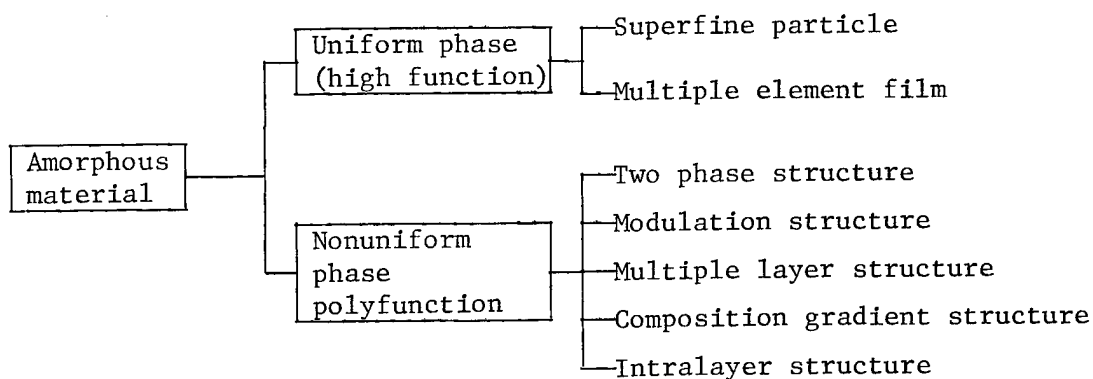 Amorphous
material
Uniform phase
(high function)
Superfine particle
Multiple element film
Nonuniform
phase
polyfunction
Two phase structure
Modulation structure
Multiple layer structure
Composition gradient structure
Intralayer structure